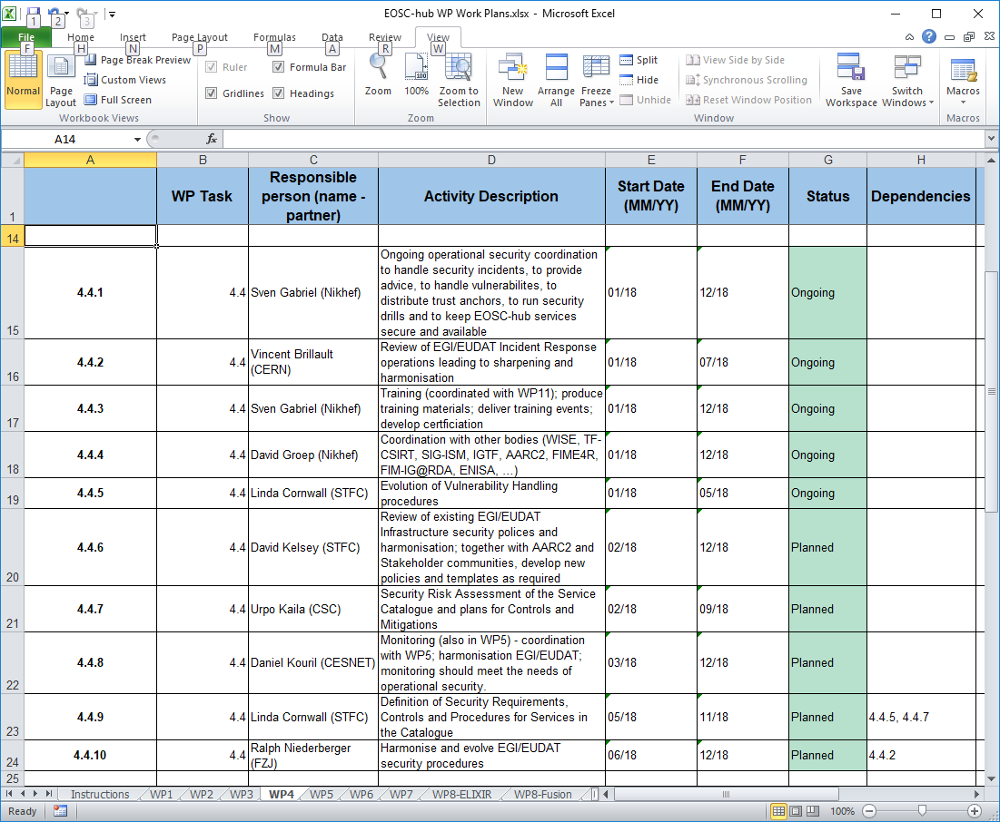 EOSC-hub WP Work Plans.xlsx - Microsoft Excel
1 2 3
File Home Insert Page Layout Formulas Data Review View
F H N P M A R W
Normal
Page Layout
Page Break Preview
Custom Views
Full Screen
Workbook Views
Ruler
Formula Bar
Gridlines
Headings
Show
Zoom
100%
Zoom to Selection
Zoom
New Window
Arrange All
Freeze Panes
Split
Hide
Unhide
View Side by Side
Synchronous Scrolling
Reset Window Position
Window
Save Workspace
Switch Windows
Macros
Macros
A14
fx
A B C D E F G H
1
WP Task
Responsible
person (name -
partner)
Activity Description
Start Date
(MM/YY)
End Date
(MM/YY)
Status
Dependencies
14
15
4.4.1
4.4
Sven Gabriel (Nikhef)
Ongoing operational security coordination
to handle security incidents, to provide
advice, to handle vulnerabilites, to
distribute trust anchors, to run security
drills and to keep EOSC-hub services
secure and available
01/18
12/18
Ongoing
16
4.4.2
4.4
Vincent Brillault
(CERN)
Review of EGI/EUDAT Incident Response
operations leading to sharpening and
harmonisation
01/18
07/18
Ongoing
17
4.4.3
4.4
Sven Gabriel (Nikhef)
Training (coordinated with WP11); produce
training materials; deliver training events;
develop certficiation
01/18
12/18
Ongoing
18
4.4.4
4.4
David Groep (Nikhef)
Coordination with other bodies (WISE, TF-
CSIRT, SIG-ISM, IGTF, AARC2, FIME4R,
FIM-IG@RDA, ENISA, ...)
01/18
12/18
Ongoing
19
4.4.5
4.4
Linda Cornwall (STFC)
Evolution of Vulnerability Handling
procedures
01/18
05/18
Ongoing
20
4.4.6
4.4
David Kelsey (STFC)
Review of existing EGI/EUDAT
Infrastructure security polices and
harmonisation; together with AARC2 and
Stakeholder communities, develop new
policies and templates as required
02/18
12/18
Planned
21
4.4.7
4.4
Urpo Kaila (CSC)
Security Risk Assessment of the Service
Catalogue and plans for Controls and
Mitigations
02/18
09/18
Planned
22
4.4.8
4.4
Daniel Kouril (CESNET)
Monitoring (also in WP5) - coordination
with WP5; harmonisation EGI/EUDAT;
monitoring should meet the needs of
operational security.
03/18
12/18
Planned
23
4.4.9
4.4
Linda Cornwall (STFC)
Definition of Security Requirements,
Controls and Procedures for Services in
the Catalogue
05/18
11/18
Planned
4.4.5, 4.4.7
24
4.4.10
4.4
Ralph Niederberger
(FZJ)
Harmonise and evolve EGI/EUDAT
security procedures
06/18
12/18
Planned
4.4.2
25
Instructions WP1 WP2 WP3 WP4 WP5 WP6 WP7 WP8-ELIXIR WP8-Fusion
Ready
100%